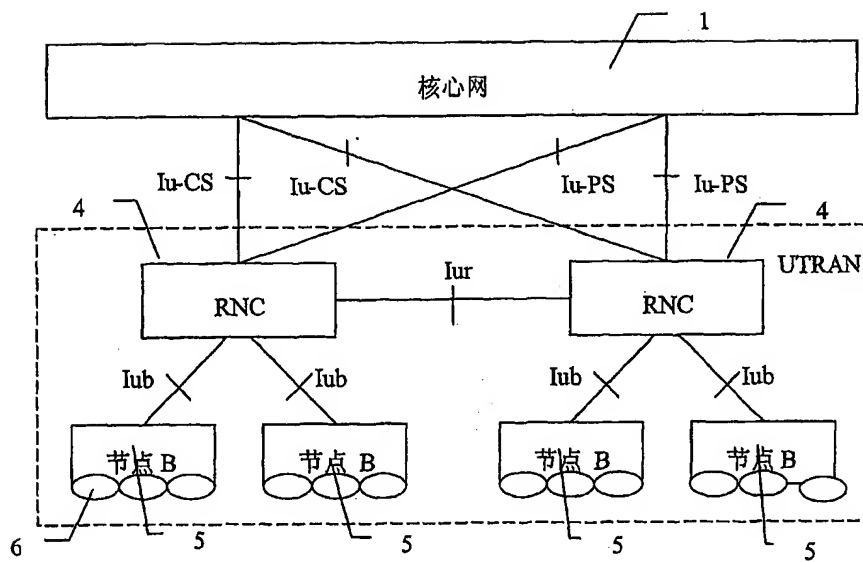 1
核心网
Iu-CS
Iu-CS
Iu-PS
Iu-PS
4
4
UTRAN
RNC
Iur
RNC
Iub
Iub
Iub
Iub
节点 B
节点 B
节点 B
节点 B
6
5
5
5
5